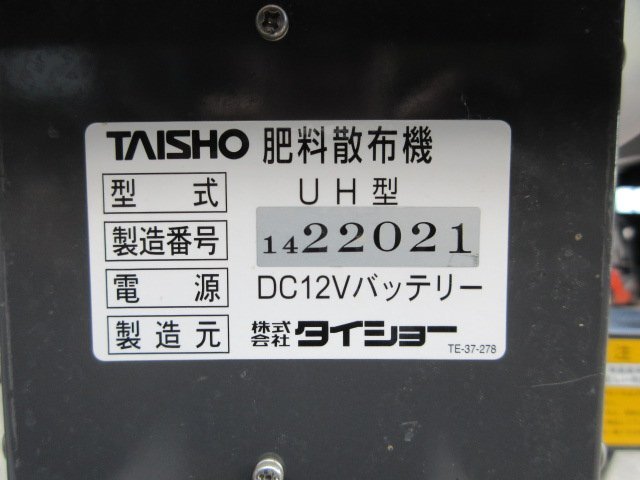 TAISHO 肥料散布機
型式 UH型
製造番号 1422021
電源 DC12Vバッテリー
製造元 株式会社 タイショー
TE-37-278